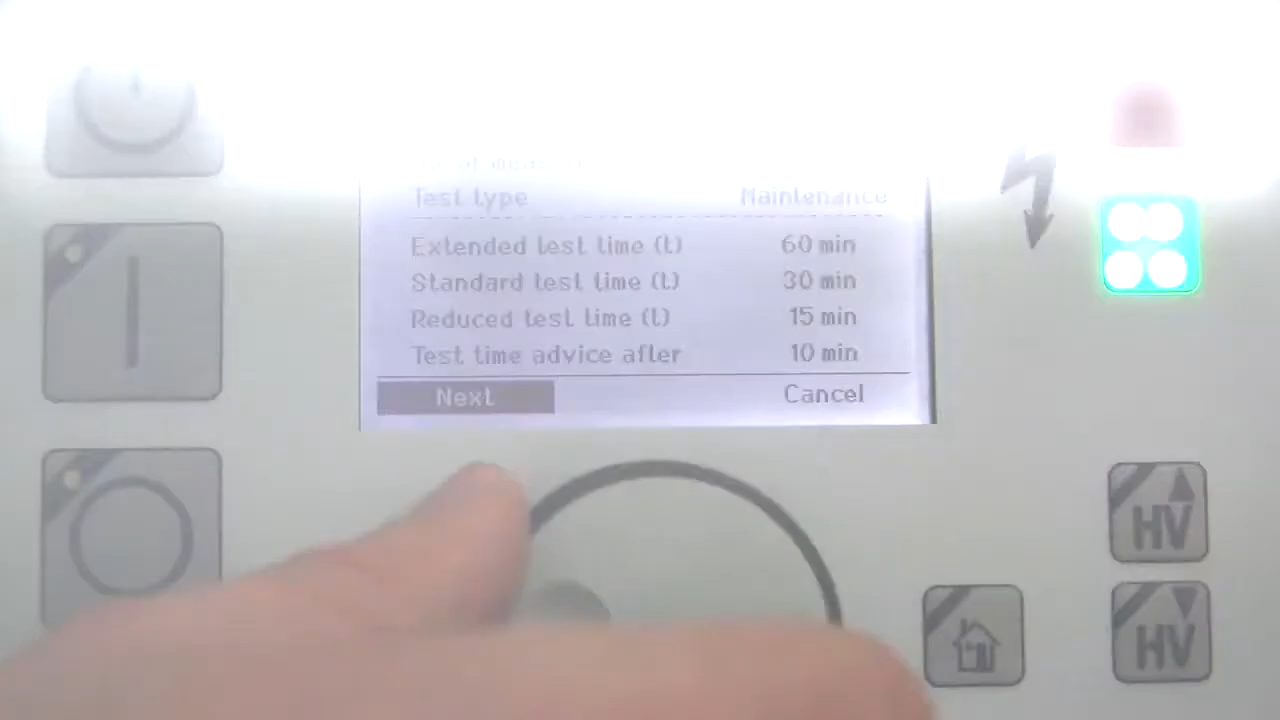 Test type Maintenance
Extended test time (t) 60 min
Standard test time (t) 30 min
Reduced test time (t) 15 min
Test time advice after 10 min
Next Cancel
HV
HV